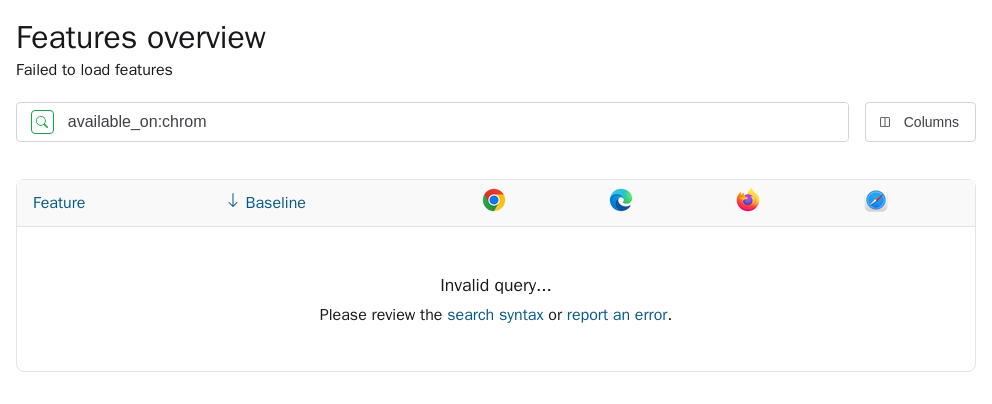 Features overview
Failed to load features
available_on:chrom
Columns
Feature
Baseline
Invalid query...
Please review the search syntax or report an error.